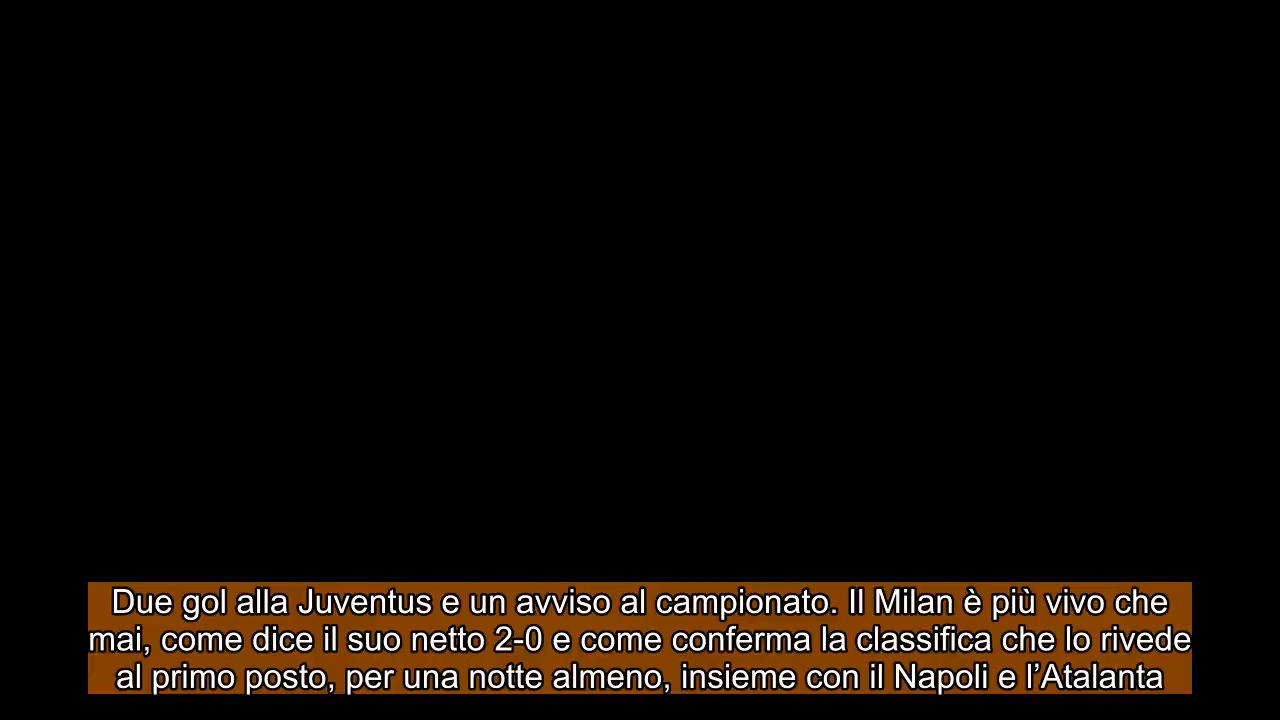 Due gol alla Juventus e un avviso al campionato. Il Milan è più vivo che
mai, come dice il suo netto 2-0 e come conferma la classifica che lo rivede
al primo posto, per una notte almeno, insieme con il Napoli e l’Atalanta